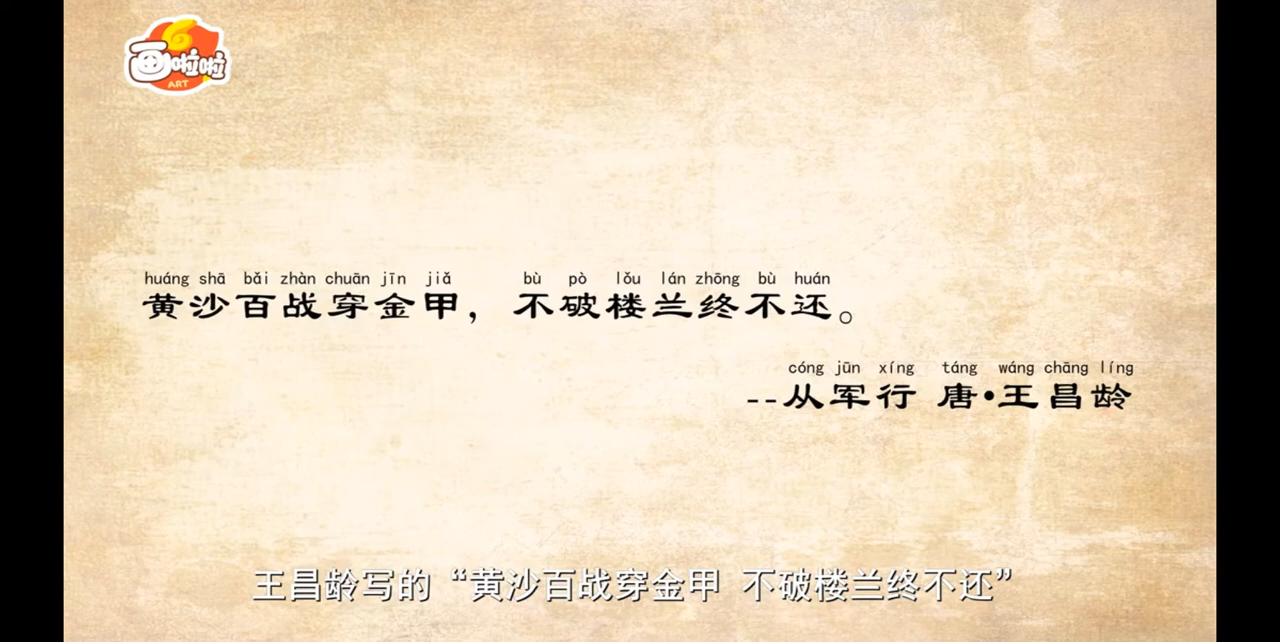 画啦啦
ART
huáng shā bǎi zhàn chuān jīn jiǎ bù pò lǒu lán zhōng bù huán
黄沙百战穿金甲，不破楼兰终不还。
cóng jūn xíng táng wáng chāng líng
--从军行 唐•王昌龄
王昌龄写的“黄沙百战穿金甲 不破楼兰终不还”